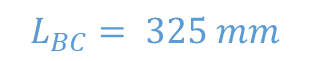 L_BC = 325 mm